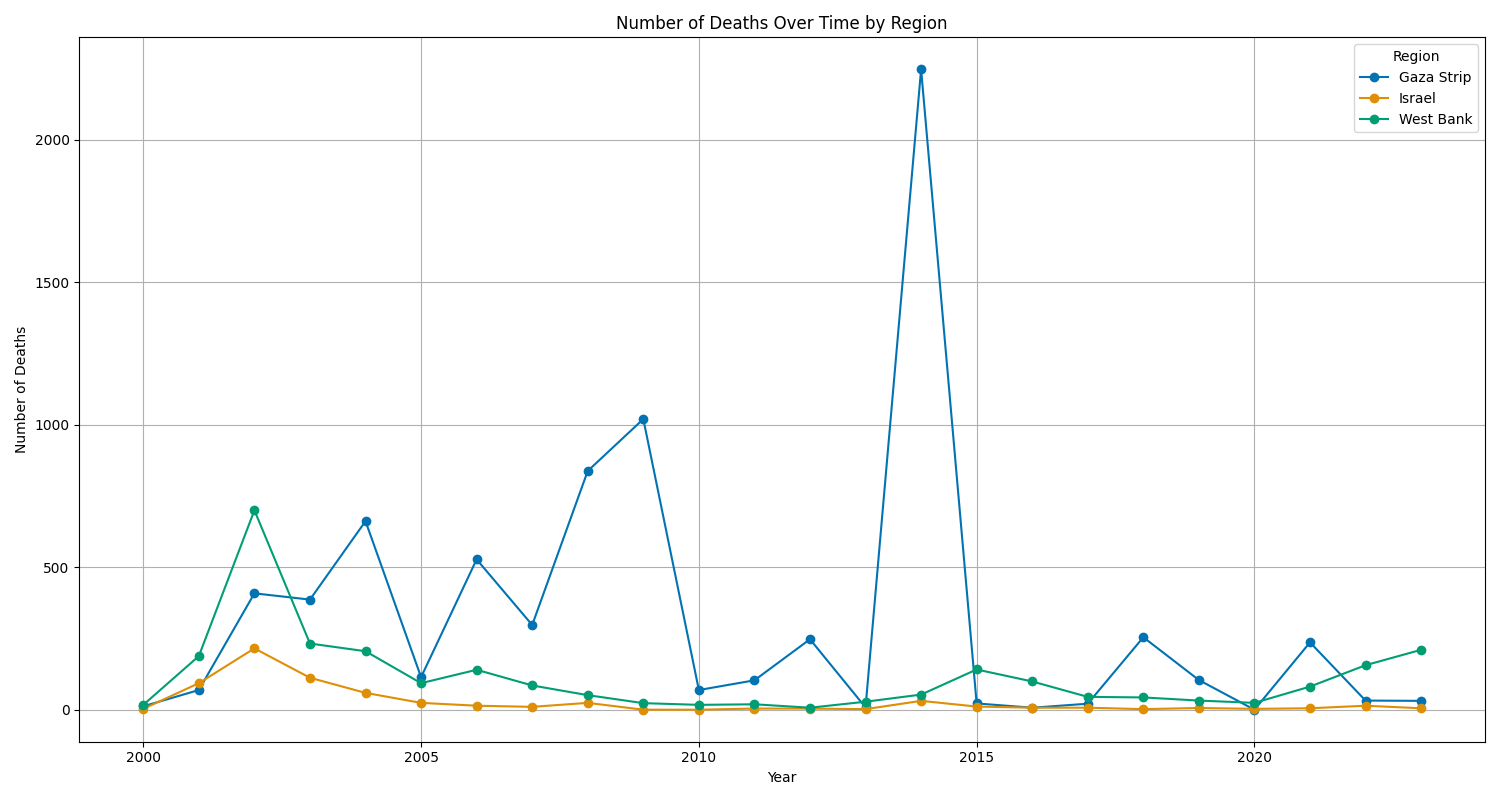 Number of Deaths Over Time by Region
Region
Gaza Strip
Israel
West Bank
Number of Deaths
2000
1500
1000
500
0
2000
2005
2010
2015
2020
Year